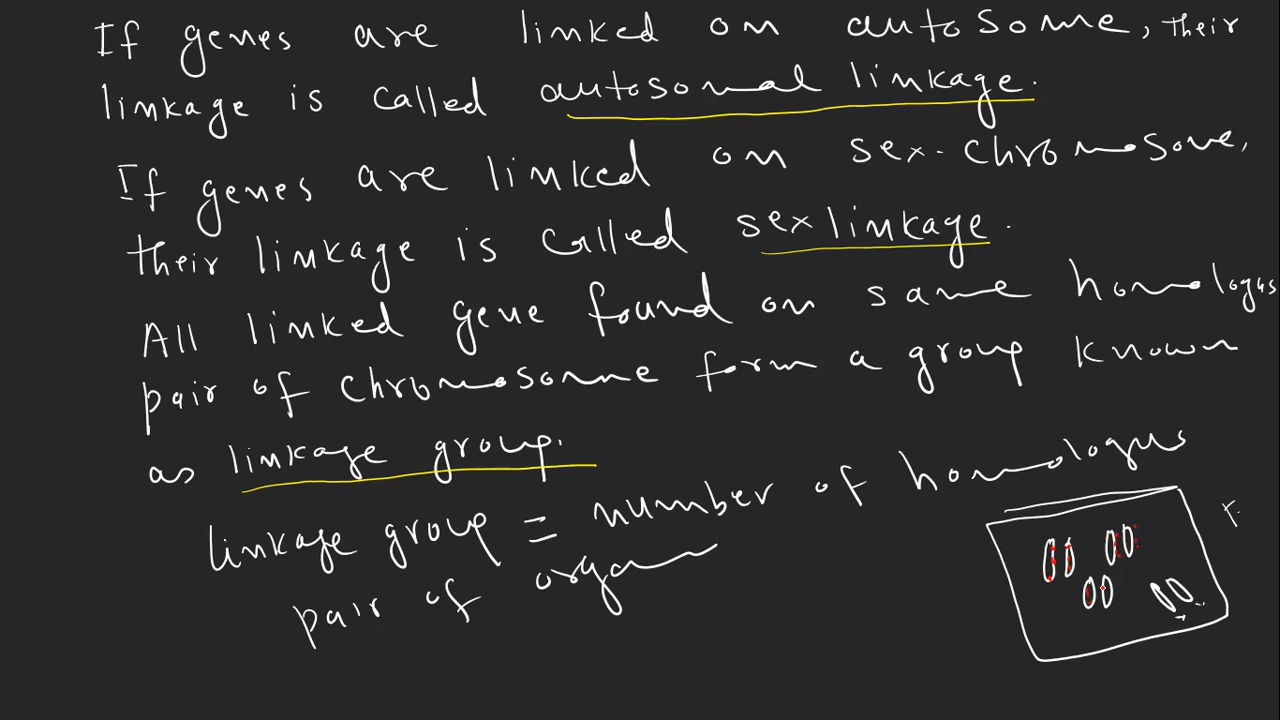 If genes are linked on autosome, their
linkage is called autosomal linkage.
If genes are linked on sex-chromosome,
their linkage is called sex linkage.
All linked gene found on same homologus
pair of chromosome form a group known
as linkage group.
linkage group = number of homologus
pair of organ